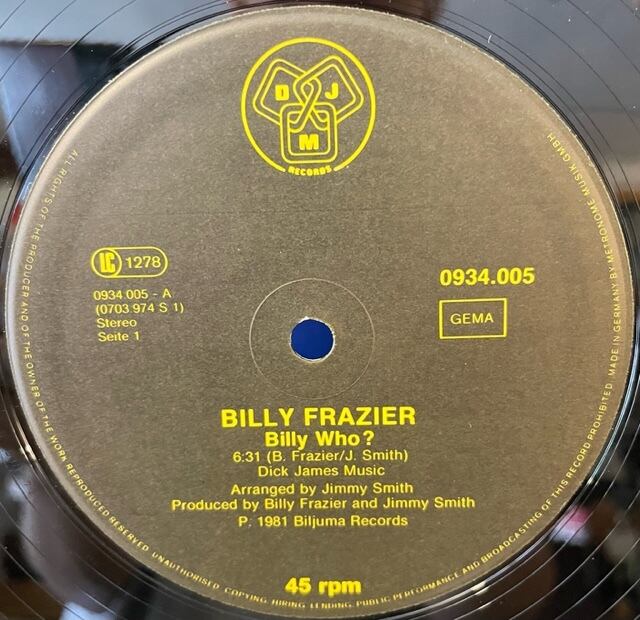 D J
M
RECORDS
LC 1278
0934.005
0934.005 - A
(0703.974 S 1)
Stereo
Seite 1
GEMA
BILLY FRAZIER
Billy Who?
6:31 (B. Frazier/J. Smith)
Dick James Music
Arranged by Jimmy Smith
Produced by Billy Frazier and Jimmy Smith
P. 1981 Biljuma Records
45 rpm
ALL RIGHTS OF THE PRODUCER AND OF THE OWNER OF THE WORK REPRODUCED RESERVED. UNAUTHORISED COPYING, HIRING, LENDING, PUBLIC PERFORMANCE AND BROADCASTING OF THIS RECORD PROHIBITED. MADE IN GERMANY BY METRONOME MUSIK GMBH